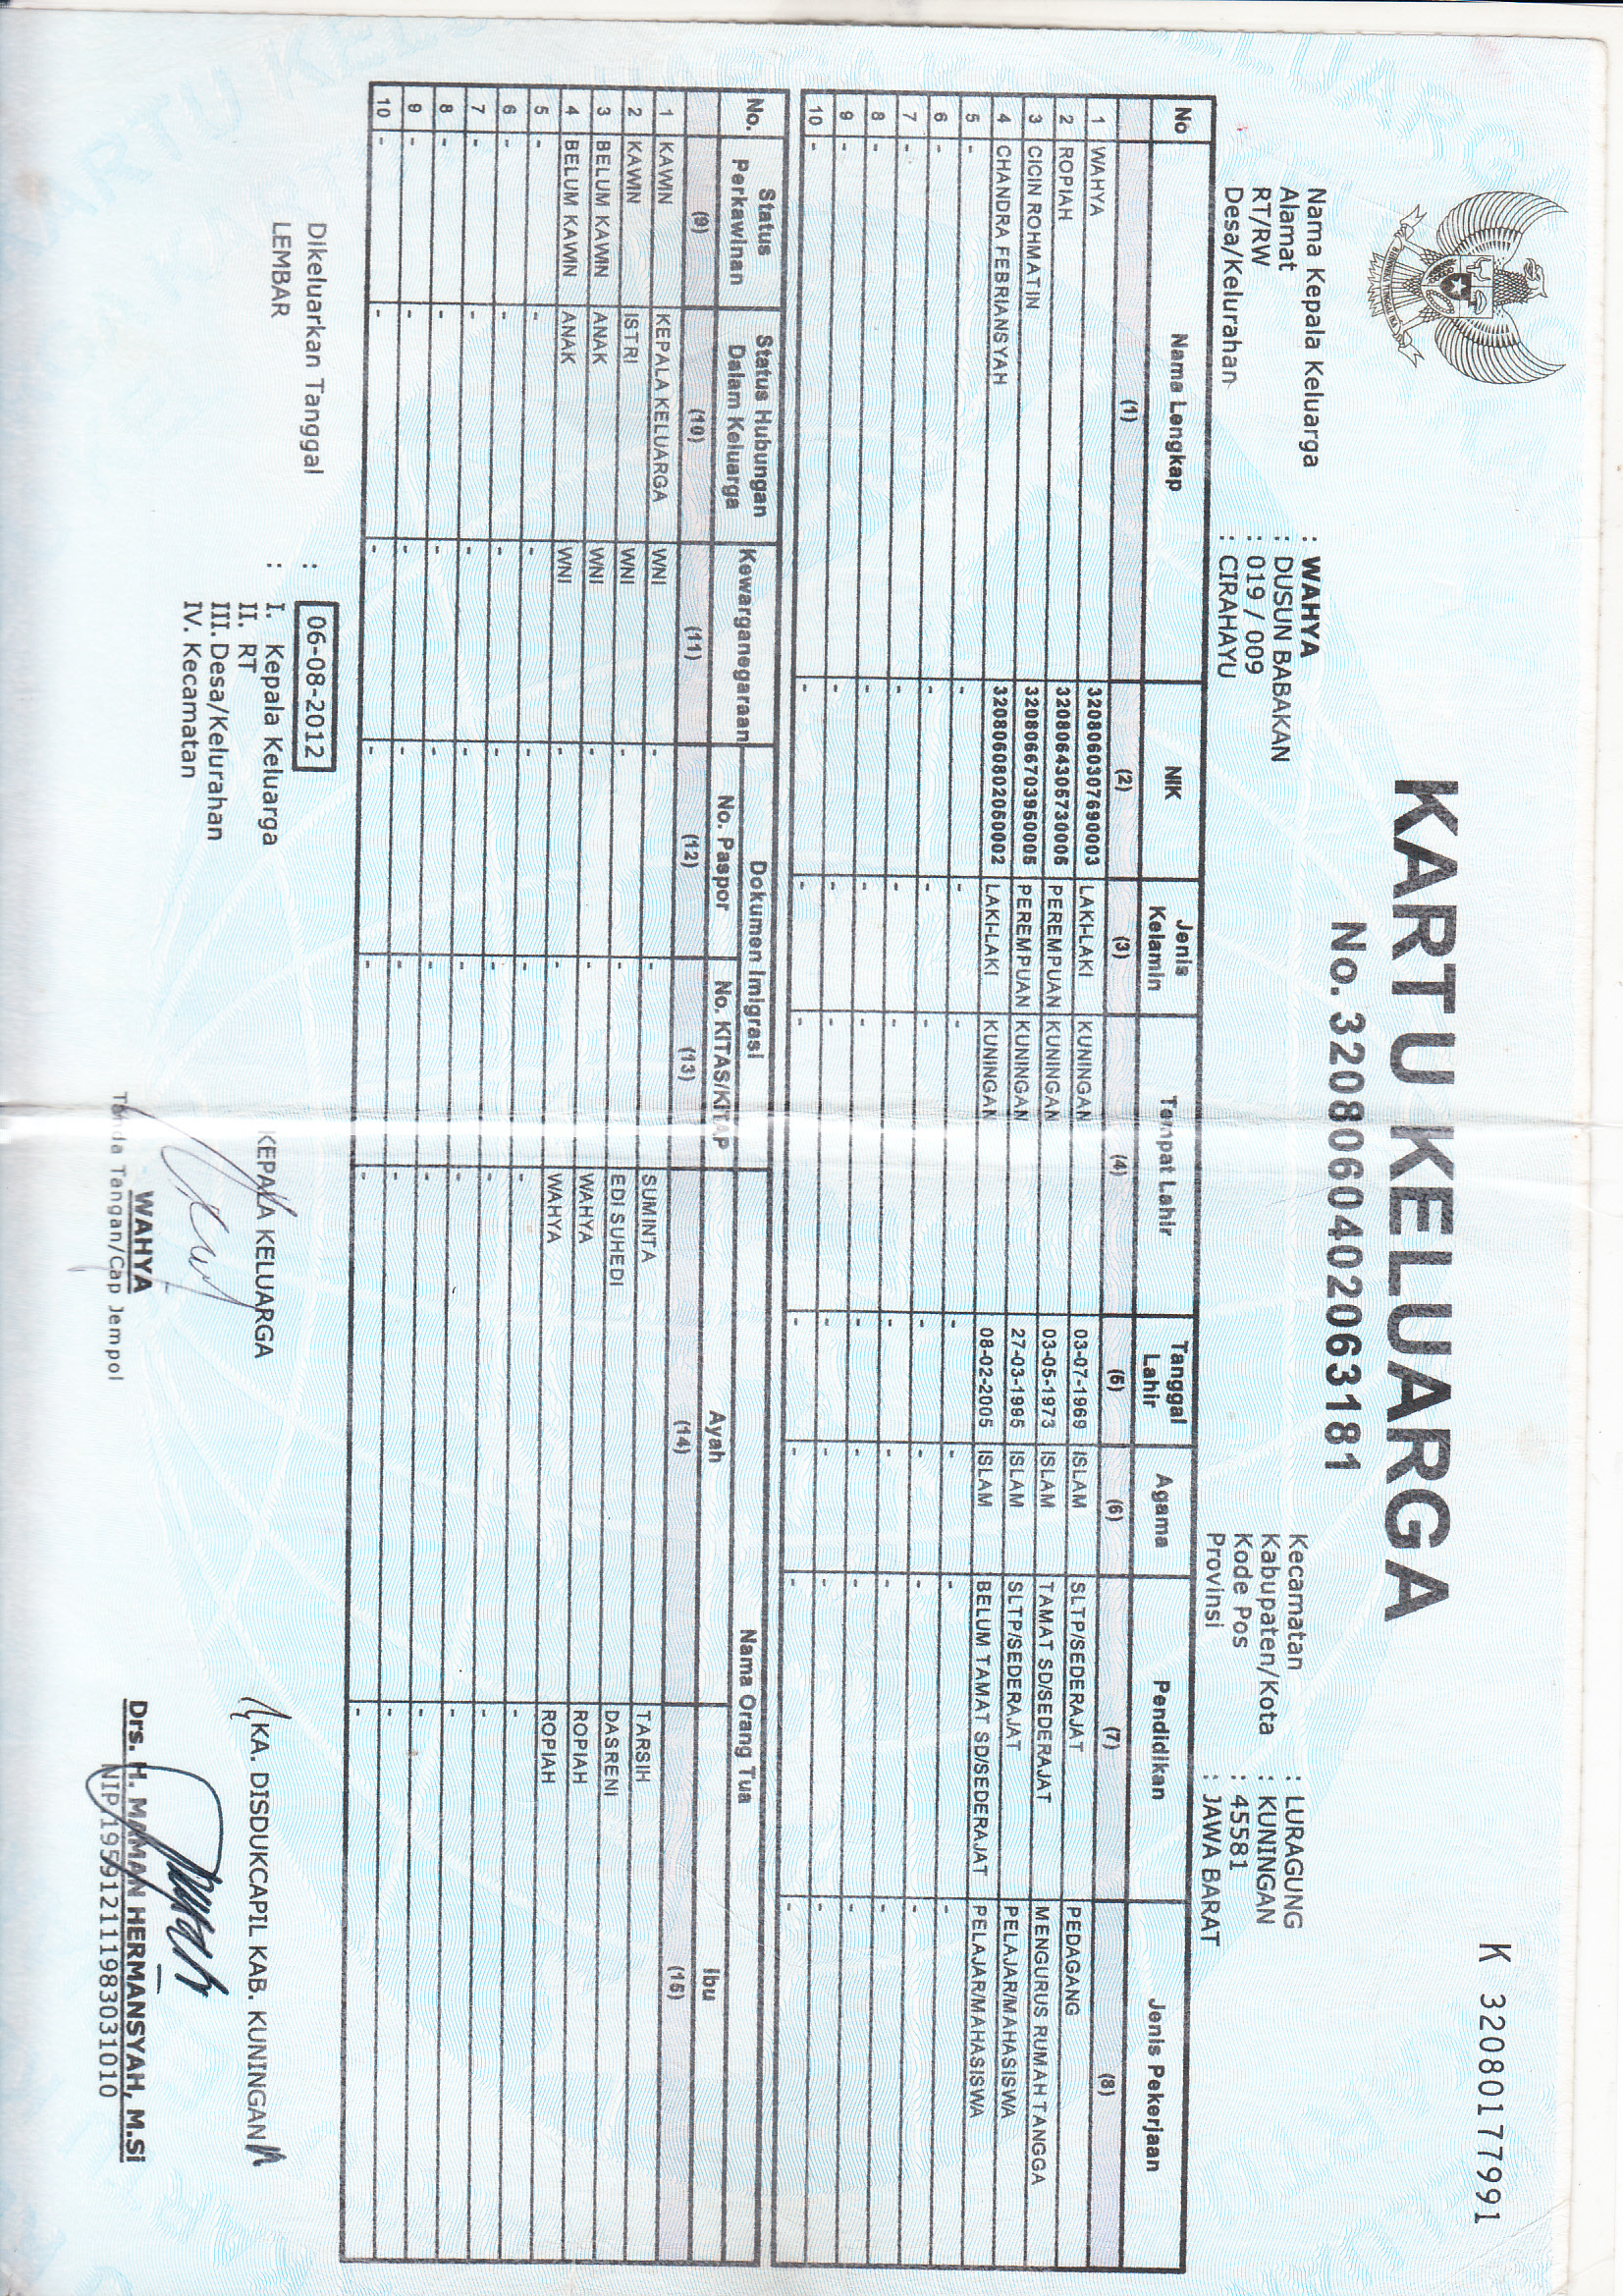 K 32080177991
KARTU KELUARGA
No. 3208060402063181
Nama Kepala Keluarga : WAHYA
Alamat : DUSUN BABAKAN
RT/RW : 019 / 009
Desa/Kelurahan : CIRAHAYU
Kecamatan : LURAGUNG
Kabupaten/Kota : KUNINGAN
Kode Pos : 45581
Provinsi : JAWA BARAT
No Nama Lengkap NIK Jenis Kelamin Tempat Lahir Tanggal Lahir Agama Pendidikan Jenis Pekerjaan
(1) (2) (3) (4) (5) (6) (7) (8)
1 WAHYA 3208060307690003 LAKI-LAKI KUNINGAN 03-07-1969 ISLAM SLTP/SEDERAJAT PEDAGANG
2 ROPIAH 3208064305730005 PEREMPUAN KUNINGAN 03-05-1973 ISLAM TAMAT SD/SEDERAJAT MENGURUS RUMAH TANGGA
3 CICIN ROHMATIN 3208066703950005 PEREMPUAN KUNINGAN 27-03-1995 ISLAM SLTP/SEDERAJAT PELAJAR/MAHASISWA
4 CHANDRA FEBRIANSYAH 3208060802050002 LAKI-LAKI KUNINGAN 08-02-2005 ISLAM BELUM TAMAT SD/SEDERAJAT PELAJAR/MAHASISWA
5 - - - - - - - -
6 - - - - - - - -
7 - - - - - - - -
8 - - - - - - - -
9 - - - - - - - -
10 - - - - - - - -
No. Status Perkawinan Status Hubungan Dalam Keluarga Kewarganegaraan Dokumen Imigrasi Nama Orang Tua
No. Paspor No. KITAS/KITAP Ayah Ibu
(9) (10) (11) (12) (13) (14) (15)
1 KAWIN KEPALA KELUARGA WNI - - SUMINTA TARSIH
2 KAWIN ISTRI WNI - - EDI SUHEDI DASRENI
3 BELUM KAWIN ANAK WNI - - WAHYA ROPIAH
4 BELUM KAWIN ANAK WNI - - WAHYA ROPIAH
5 - - - - - - -
6 - - - - - - -
7 - - - - - - -
8 - - - - - - -
9 - - - - - - -
10 - - - - - - -
Dikeluarkan Tanggal : 06-08-2012
LEMBAR : I. Kepala Keluarga
II. RT
III. Desa/Kelurahan
IV. Kecamatan
KEPALA KELUARGA
WAHYA
Tanda Tangan/Cap Jempol
KA. DISDUKCAPIL KAB. KUNINGAN
Drs. H. MAMAN HERMANSYAH, M.Si
NIP.195912111983031010